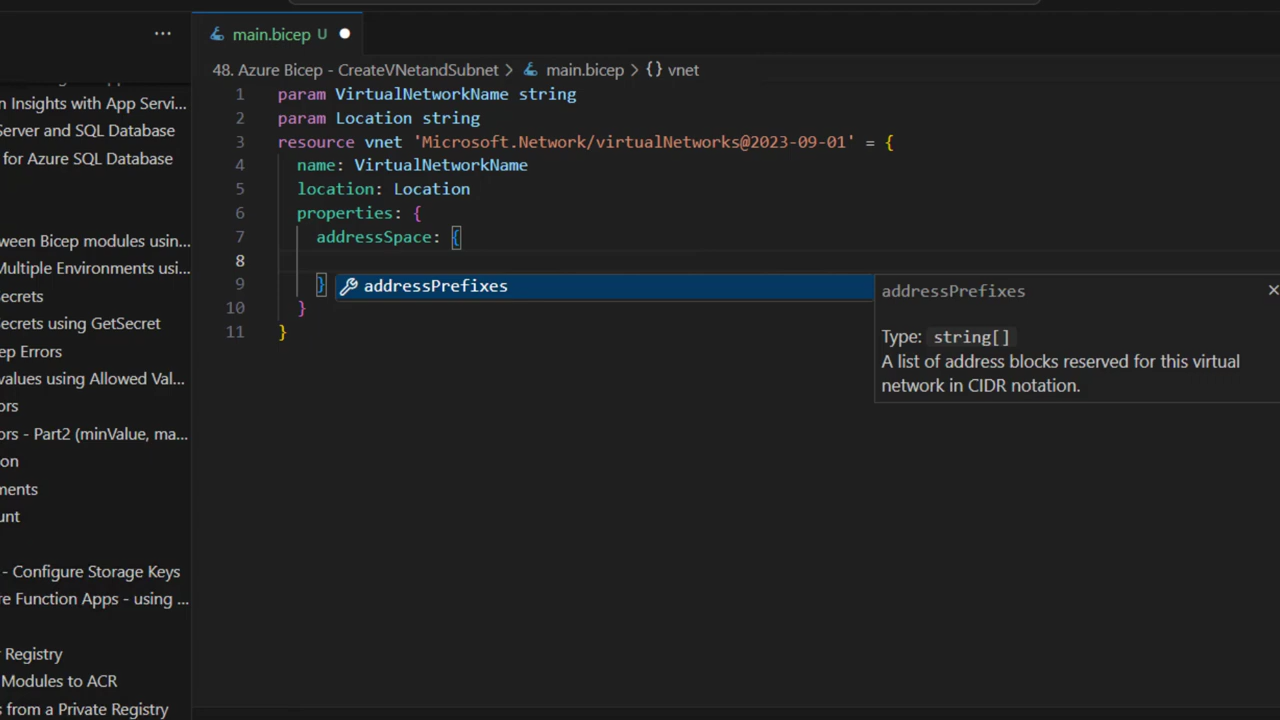 ...
main.bicep U
n Insights with App Servi...
Server and SQL Database
for Azure SQL Database
ween Bicep modules usin...
Multiple Environments usi...
ecrets
ecrets using GetSecret
ep Errors
values using Allowed Val...
ors
ors - Part2 (minValue, ma...
on
ments
unt
- Configure Storage Keys
re Function Apps - using ...
Registry
Modules to ACR
s from a Private Registry
48. Azure Bicep - CreateVNetandSubnet > main.bicep > {} vnet
1 param VirtualNetworkName string
2 param Location string
3 resource vnet 'Microsoft.Network/virtualNetworks@2023-09-01' = {
4 name: VirtualNetworkName
5 location: Location
6 properties: {
7 addressSpace: {
8
9 }
10 }
11 }
addressPrefixes
addressPrefixes
Type: string[]
A list of address blocks reserved for this virtual
network in CIDR notation.